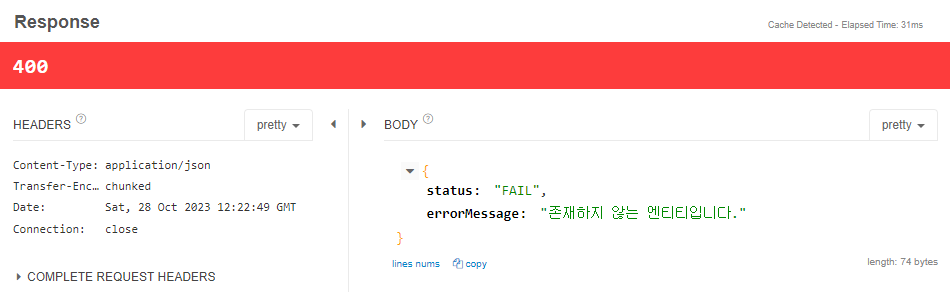 Response
Cache Detected - Elapsed Time: 31ms
400
HEADERS ? pretty
Content-Type: application/json
Transfer-Enc… chunked
Date: Sat, 28 Oct 2023 12:22:49 GMT
Connection: close
COMPLETE REQUEST HEADERS
BODY ? pretty
{
status: "FAIL",
errorMessage: "존재하지 않는 엔티티입니다."
}
lines nums copy
length: 74 bytes